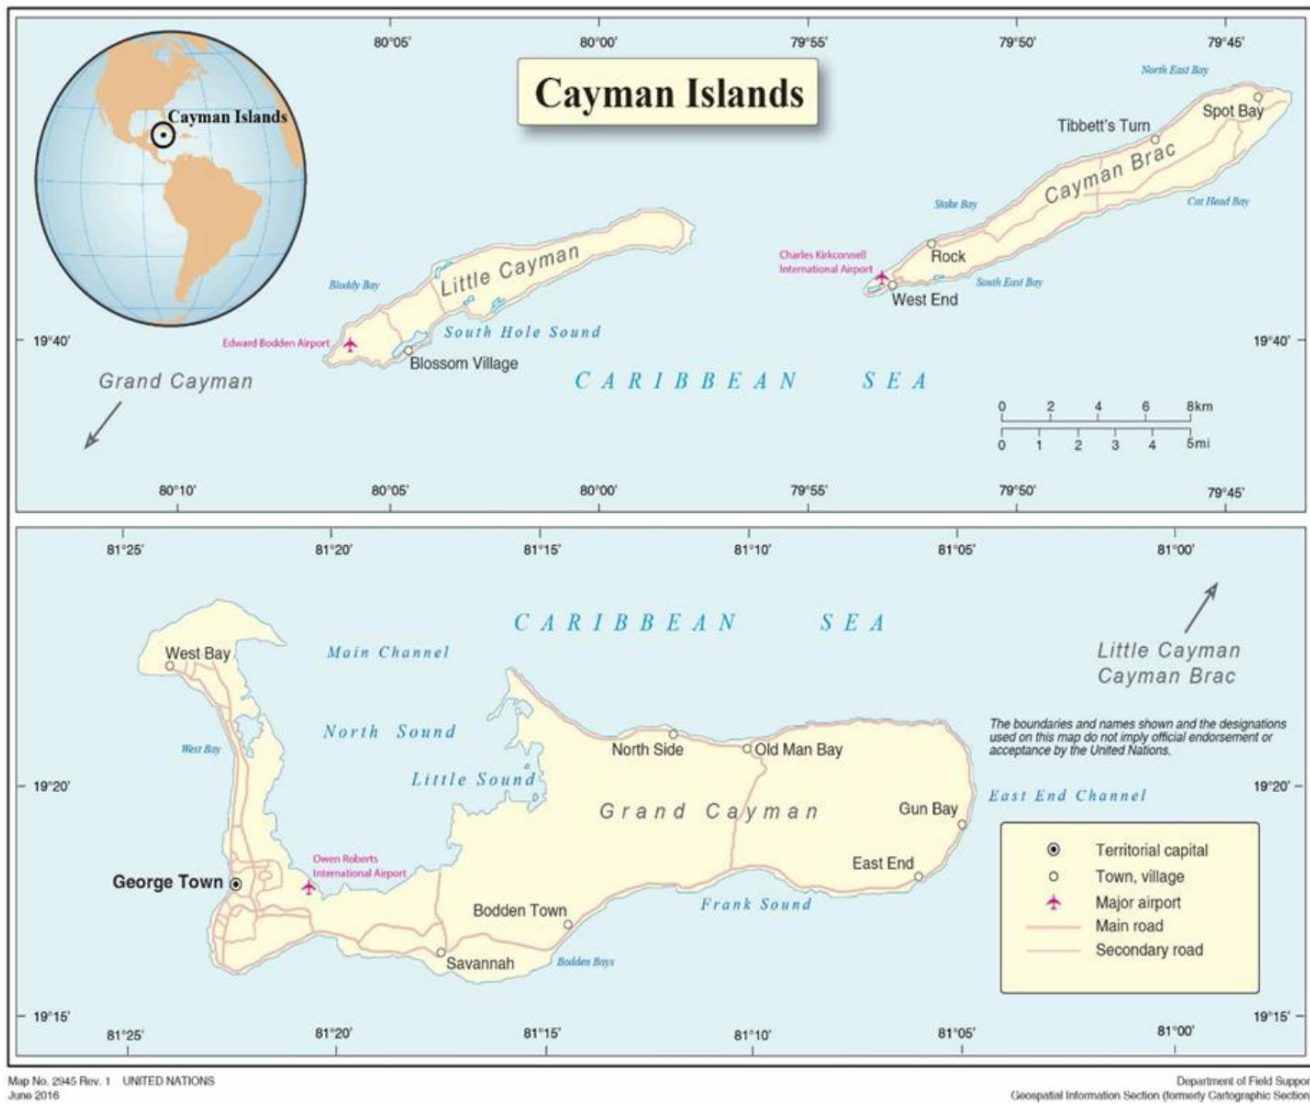 80°05'
80°00'
79°55'
79°50'
79°45'
Cayman Islands
Cayman Islands
North East Bay
Spot Bay
Tibbett's Turn
Cayman Brac
Cat Head Bay
Stake Bay
Rock
Charles Kirkconnell
International Airport
South East Bay
West End
Little Cayman
Bloddy Bay
South Hole Sound
Edward Bodden Airport
Blossom Village
19°40'
19°40'
Grand Cayman
CARIBBEAN SEA
0 2 4 6 8km
0 1 2 3 4 5mi
80°10'
80°05'
80°00'
79°55'
79°50'
79°45'
81°25'
81°20'
81°15'
81°10'
81°05'
81°00'
CARIBBEAN SEA
West Bay
Main Channel
Little Cayman
Cayman Brac
North Sound
West Bay
Little Sound
North Side
Old Man Bay
The boundaries and names shown and the designations
used on this map do not imply official endorsement or
acceptance by the United Nations.
19°20'
19°20'
East End Channel
Grand Cayman
Gun Bay
East End
Owen Roberts
International Airport
George Town
Frank Sound
Bodden Town
Savannah
Bodden Bays
Territorial capital
Town, village
Major airport
Main road
Secondary road
19°15'
19°15'
81°25'
81°20'
81°15'
81°10'
81°05'
81°00'
Map No. 2945 Rev. 1 UNITED NATIONS
June 2016
Department of Field Suppor
Geospatial Information Section (formerly Cartographic Section